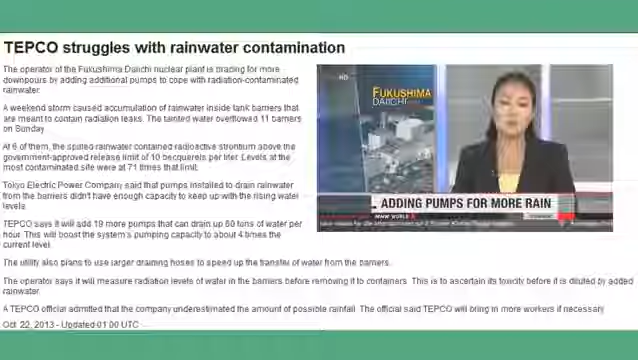 TEPCO struggles with rainwater contamination
The operator of the Fukushima Daiichi nuclear plant is bracing for more
downpours by adding additional pumps to cope with radiation-contaminated
rainwater.
A weekend storm caused accumulation of rainwater inside tank barriers that
are meant to contain radiation leaks. The tainted water overflowed 11 barriers
on Sunday.
At 6 of them, the spilled rainwater contained radioactive strontium above the
government-approved release limit of 10 becquerels per liter. Levels at the
most contaminated site were at 71 times that limit.
Tokyo Electric Power Company said that pumps installed to drain rainwater
from the barriers didn't have enough capacity to keep up with the rising water
levels.
TEPCO says it will add 19 more pumps that can drain up 60 tons of water per
hour. This will boost the system's pumping capacity to about 4 times the
current level.
The utility also plans to use larger draining hoses to speed up the transfer of water from the barriers.
The operator says it will measure radiation levels of water in the barriers before removing it to containers. This is to ascertain its toxicity before it is diluted by added
rainwater.
A TEPCO official admitted that the company underestimated the amount of possible rainfall. The official said TEPCO will bring in more workers if necessary.
Oct. 22, 2013 - Updated 01:00 UTC
HD
FUKUSHIMA
DAIICHI
ADDING PUMPS FOR MORE RAIN
NHK WORLD